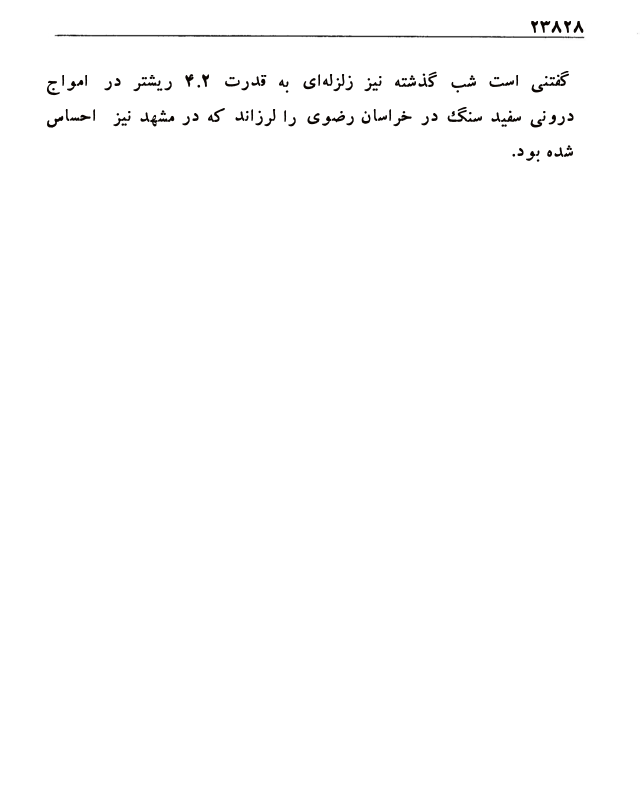 ۲۳۸۲۸
گفتنی است شب گذشته نیز زلزله‌ای به قدرت ۴.۲ ریشتر در امواج
درونی سفید سنگ در خراسان رضوی را لرزاند که در مشهد نیز احساس
شده بود.